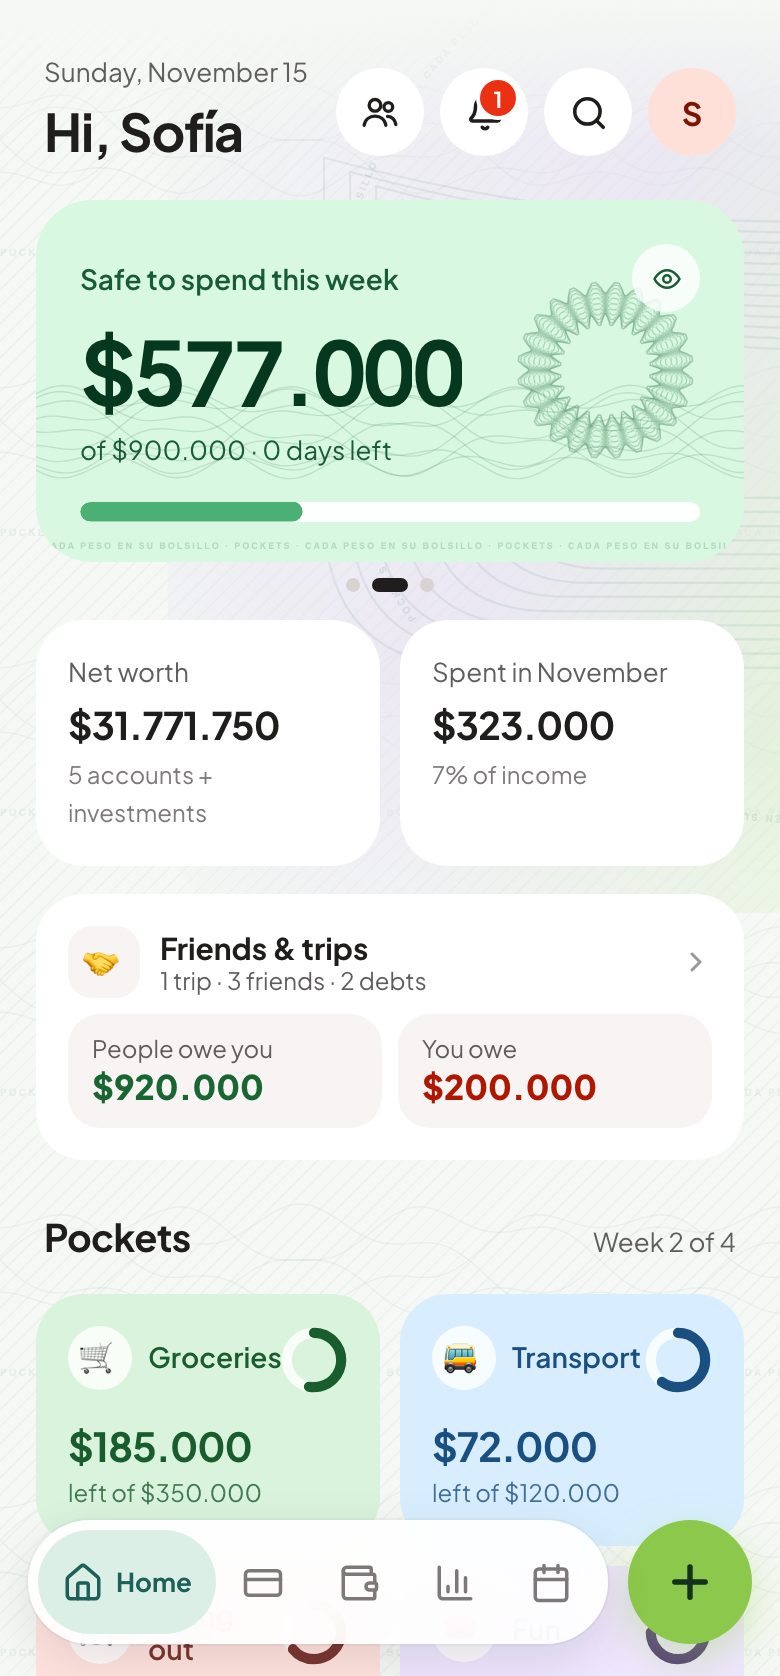 Sunday, November 15
Hi, Sofía
1
S
Safe to spend this week
$577.000
of $900.000 · 0 days left
ADA PESO EN SU BOLSILLO · POCKETS · CADA PESO EN SU BOLSILLO · POCKETS · CADA PESO EN SU BOLSIL
Net worth
$31.771.750
5 accounts +
investments
Spent in November
$323.000
7% of income
Friends & trips
1 trip · 3 friends · 2 debts
People owe you
$920.000
You owe
$200.000
Pockets
Week 2 of 4
Groceries
$185.000
left of $350.000
Transport
$72.000
left of $120.000
Home
out
Fun